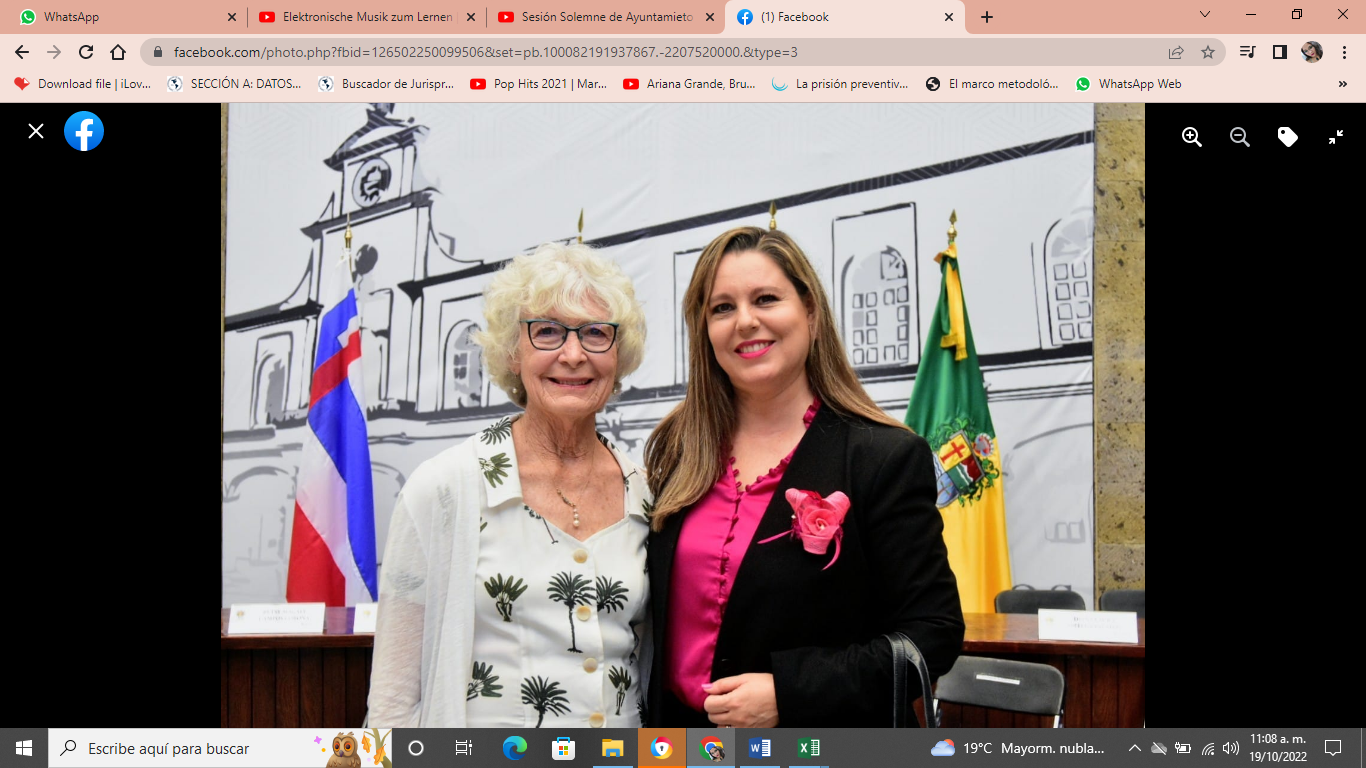 WhatsApp
Elektronische Musik zum Lernen
Sesión Solemne de Ayuntamieto
(1) Facebook
facebook.com/photo.php?fbid=1265022500995068&set=pb.100082191937867.-2207520000.&type=3
Download file | iLov...
SECCIÓN A: DATOS...
Buscador de Jurispr...
Pop Hits 2021 | Mar...
Ariana Grande, Bru...
La prisión preventiv...
El marco metodoló...
WhatsApp Web
Escribe aquí para buscar
19°C Mayorm. nubla...
11:08 a. m.
19/10/2022